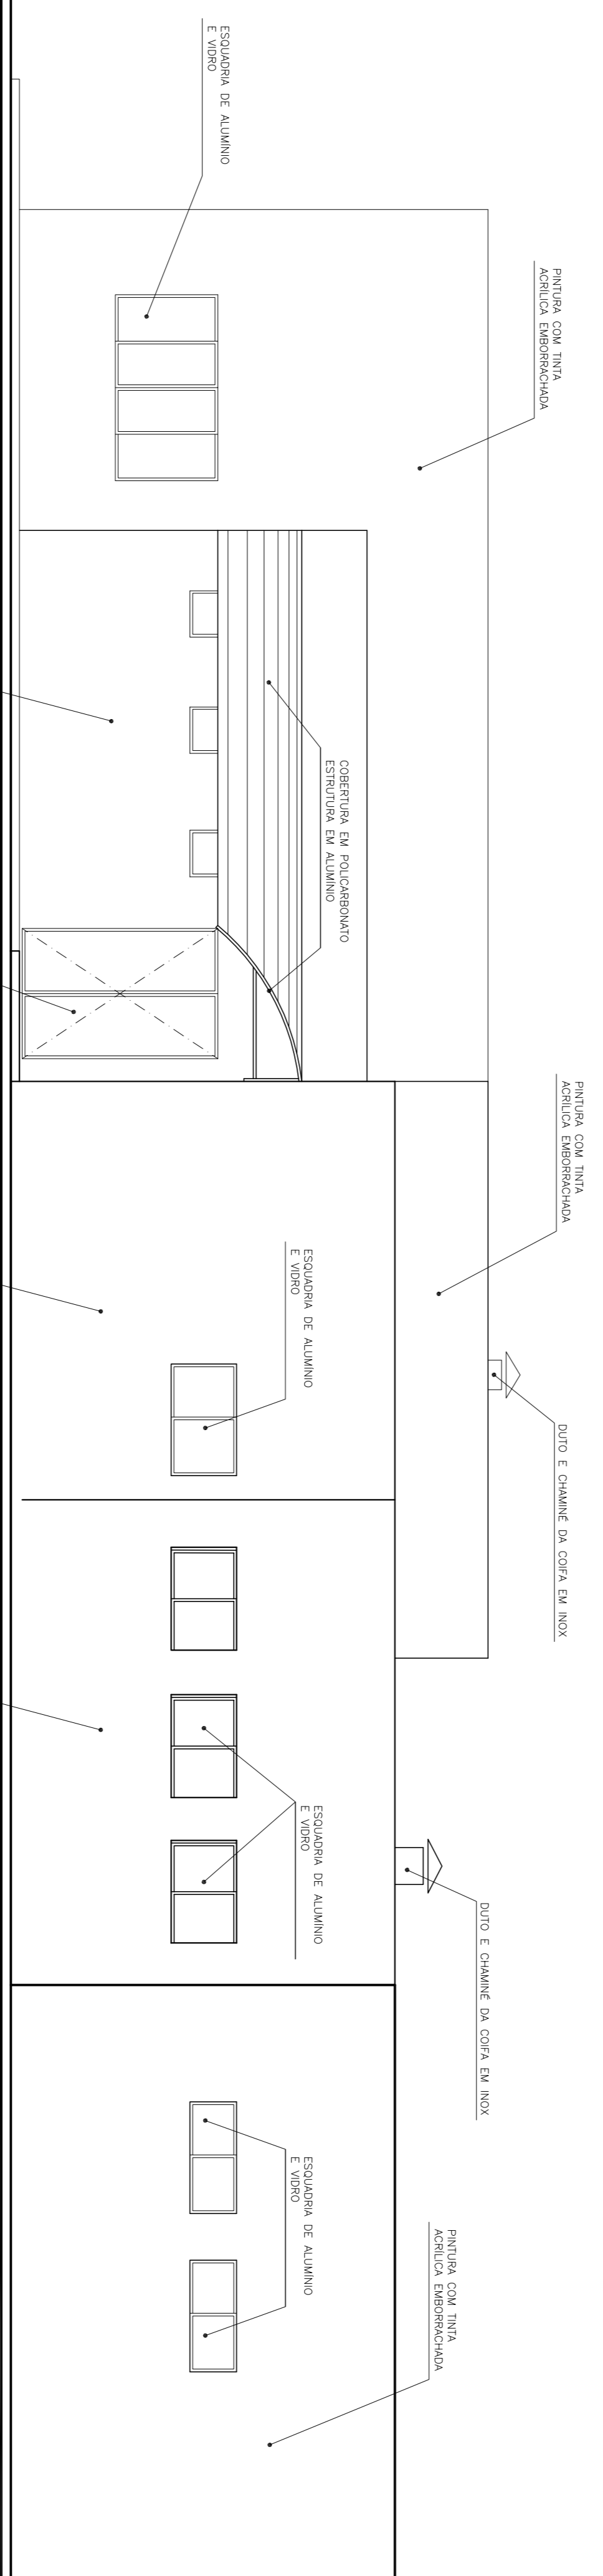 ESQUADRIA DE ALUMÍNIO
E VIDRO
PINTURA COM TINTA
ACRÍLICA EMBORRACHADA
COBERTURA EM POLICARBONATO
ESTRUTURA EM ALUMÍNIO
PINTURA COM TINTA
ACRÍLICA EMBORRACHADA
ESQUADRIA DE ALUMÍNIO
E VIDRO
DUTO E CHAMINÉ DA COIFA EM INOX
ESQUADRIA DE ALUMÍNIO
E VIDRO
DUTO E CHAMINÉ DA COIFA EM INOX
ESQUADRIA DE ALUMÍNIO
E VIDRO
PINTURA COM TINTA
ACRÍLICA EMBORRACHADA